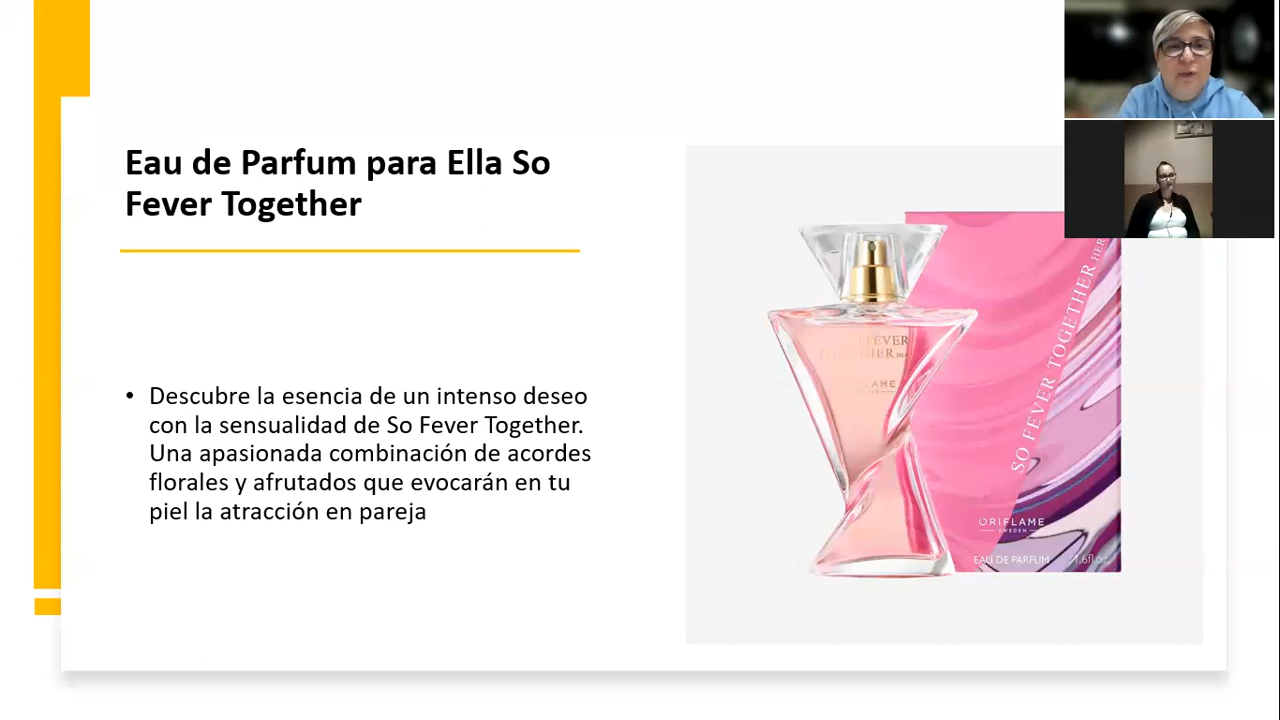 Eau de Parfum para Ella So
Fever Together
• Descubre la esencia de un intenso deseo
con la sensualidad de So Fever Together.
Una apasionada combinación de acordes
florales y afrutados que evocarán en tu
piel la atracción en pareja
SO FEVER TOGETHER HER
ORIFLAME
SWEDEN
EAU DE PARFUM